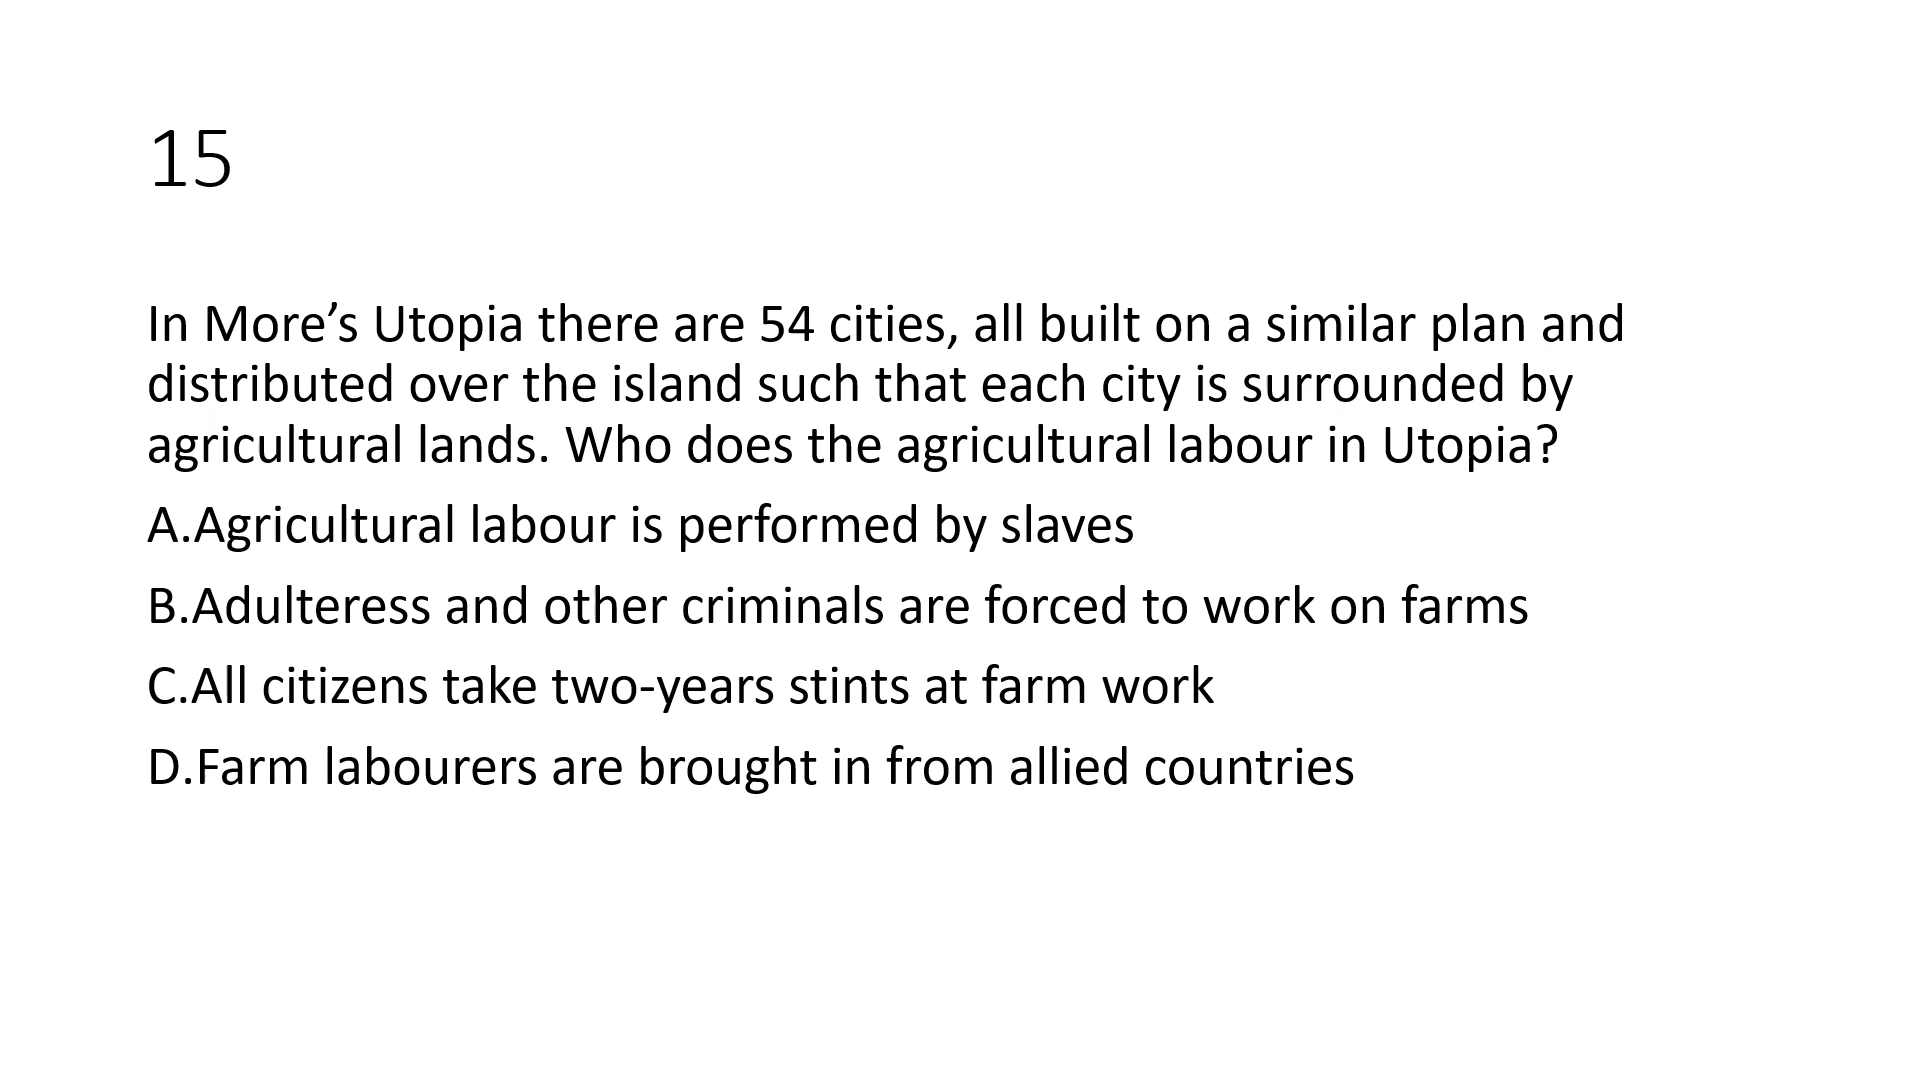 15
In More’s Utopia there are 54 cities, all built on a similar plan and
distributed over the island such that each city is surrounded by
agricultural lands. Who does the agricultural labour in Utopia?
A.Agricultural labour is performed by slaves
B.Adulteress and other criminals are forced to work on farms
C.All citizens take two-years stints at farm work
D.Farm labourers are brought in from allied countries